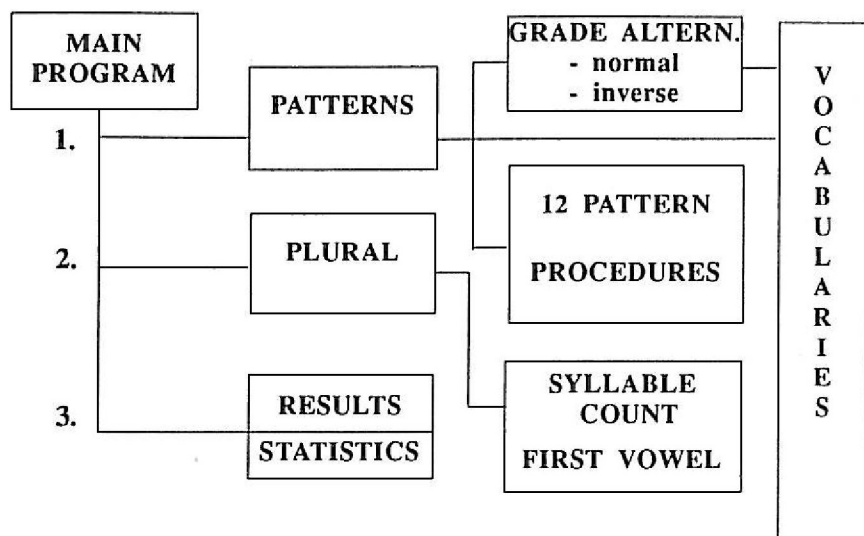 MAIN
PROGRAM
1.
PATTERNS
GRADE ALTERN.
- normal
- inverse
12 PATTERN
PROCEDURES
2.
PLURAL
3.
RESULTS
STATISTICS
SYLLABLE
COUNT
FIRST VOWEL
VOCABULARIES